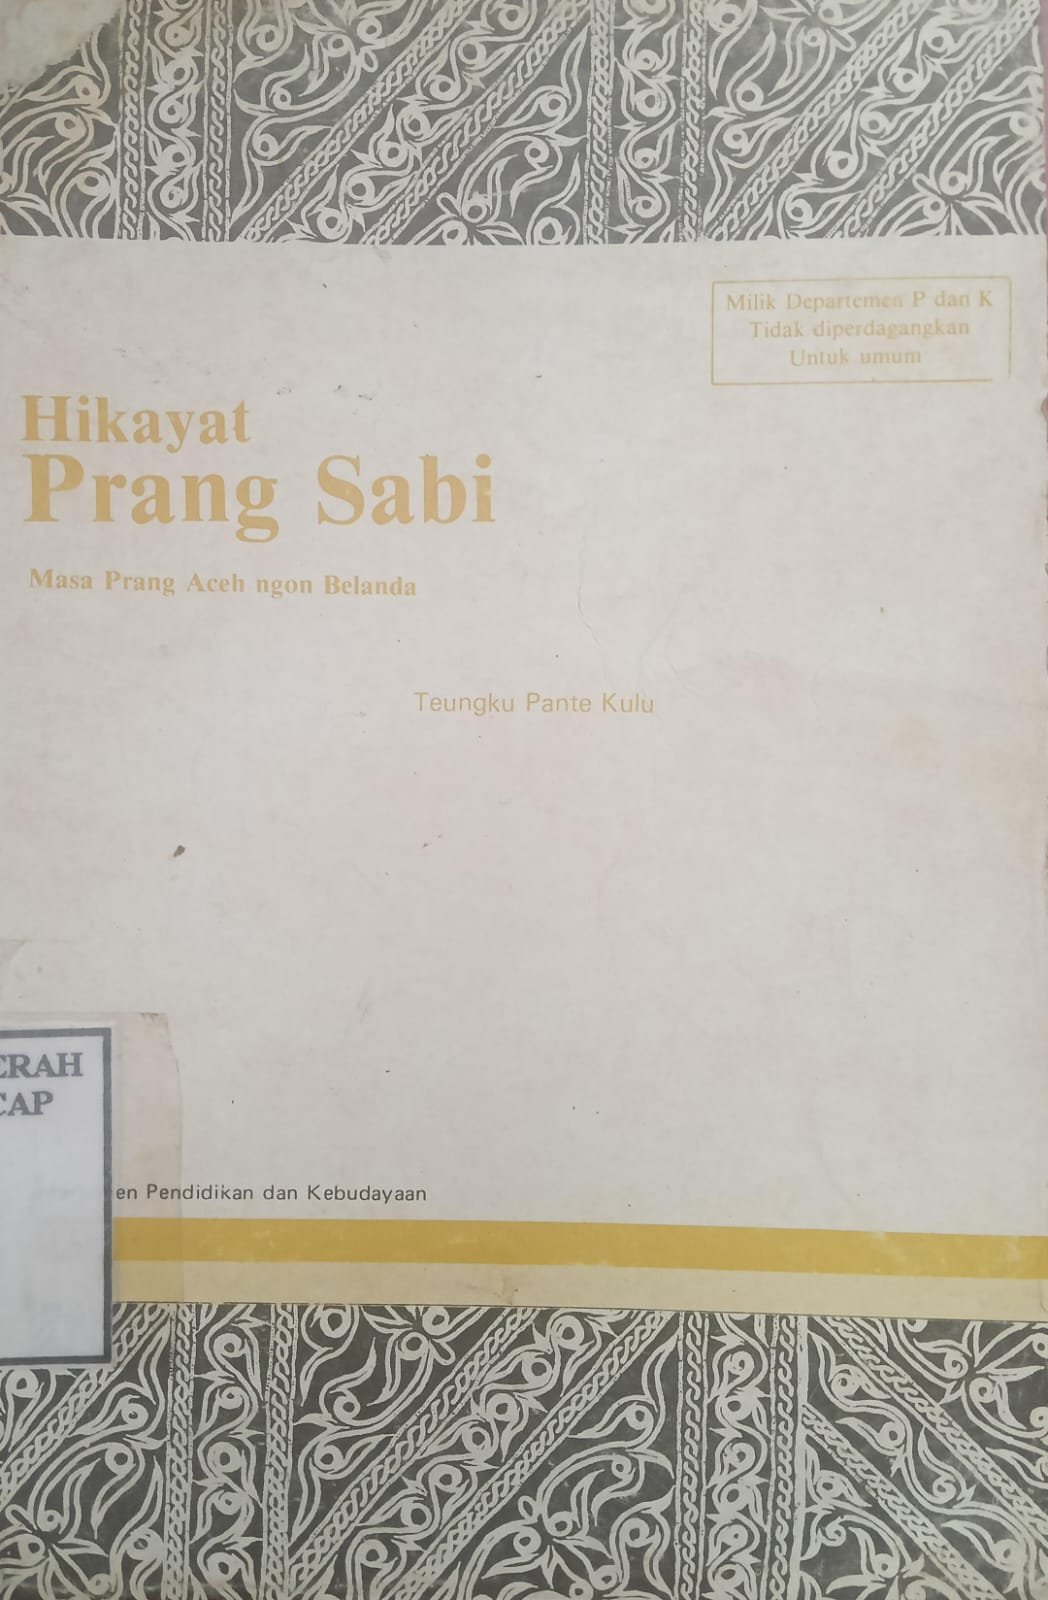 Milik Departemen P dan K
Tidak diperdagangkan
Untuk umum
Hikayat
Prang Sabi
Masa Prang Aceh ngon Belanda
Teungku Pante Kulu
ERAH
CAP
en Pendidikan dan Kebudayaan